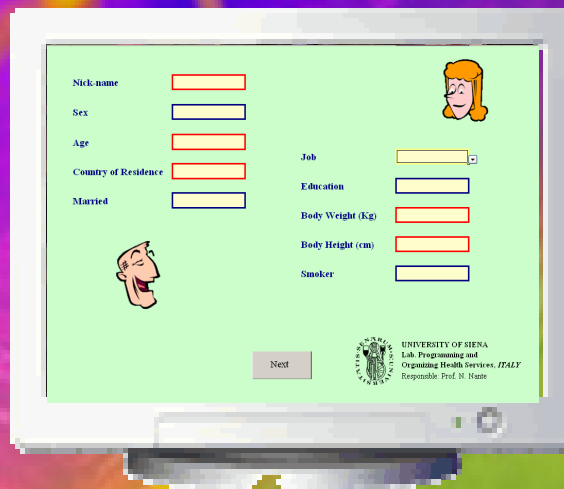 Nick-name
Sex
Age
Country of Residence
Married
Job
Education
Body Weight (Kg)
Body Height (cm)
Smoker
Next
UNIVERSITY OF SIENA
Lab. Programming and
Organizing Health Services, ITALY
Responsible: Prof. N. Nante